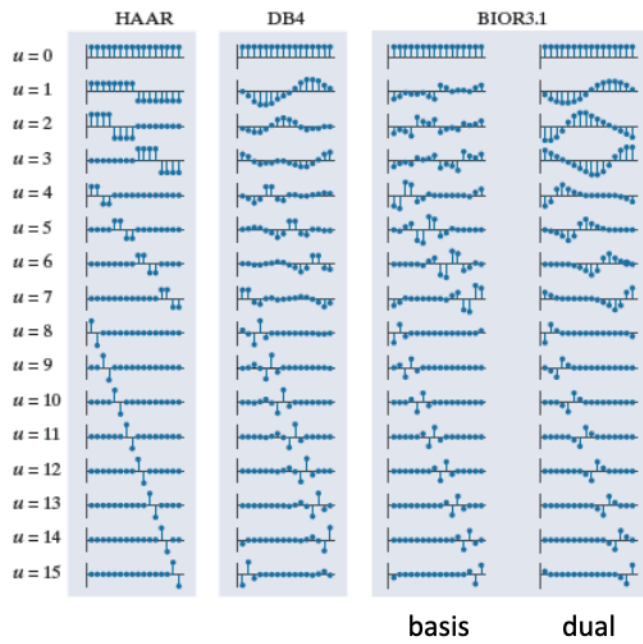 HAAR DB4 BIOR3.1
u = 0
u = 1
u = 2
u = 3
u = 4
u = 5
u = 6
u = 7
u = 8
u = 9
u = 10
u = 11
u = 12
u = 13
u = 14
u = 15
basis dual